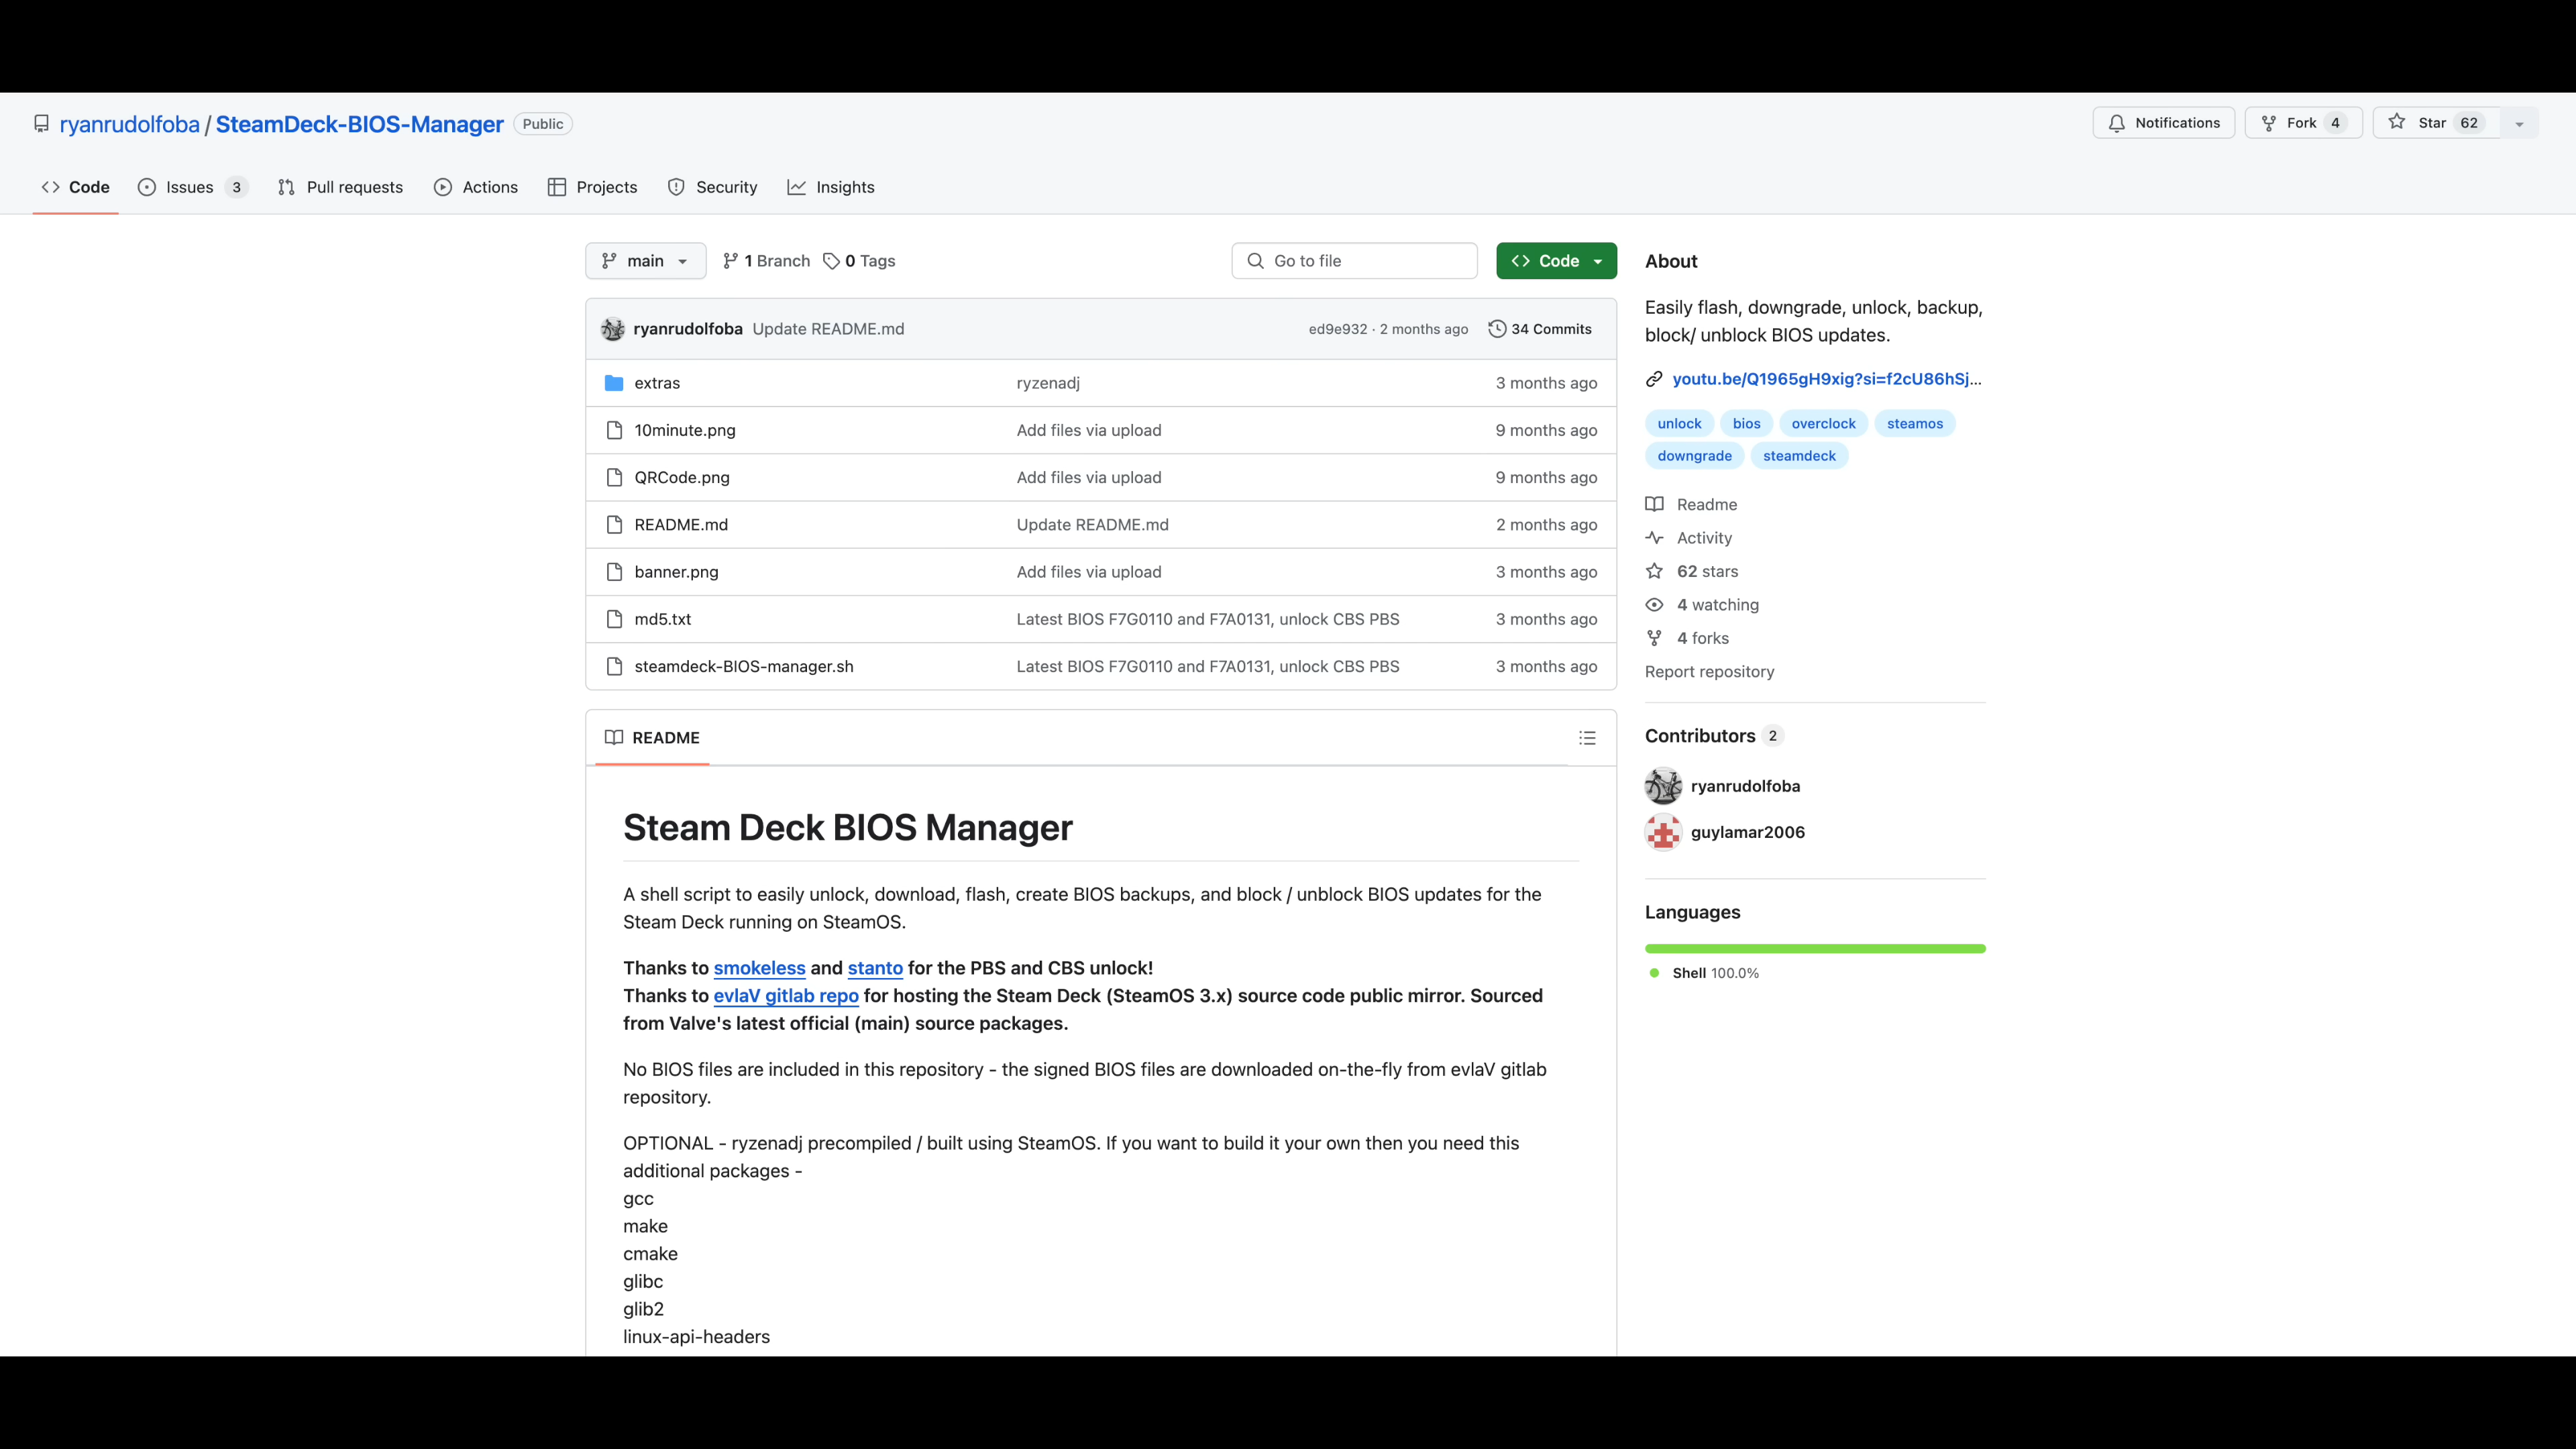 ryanrudolfoba / SteamDeck-BIOS-Manager Public
Notifications Fork 4 Star 62
Code Issues 3 Pull requests Actions Projects Security Insights
main 1 Branch 0 Tags Go to file Code
ryanrudolfoba Update README.md ed9e932 · 2 months ago 34 Commits
extras ryzenadj 3 months ago
10minute.png Add files via upload 9 months ago
QRCode.png Add files via upload 9 months ago
README.md Update README.md 2 months ago
banner.png Add files via upload 3 months ago
md5.txt Latest BIOS F7G0110 and F7A0131, unlock CBS PBS 3 months ago
steamdeck-BIOS-manager.sh Latest BIOS F7G0110 and F7A0131, unlock CBS PBS 3 months ago
README
Steam Deck BIOS Manager
A shell script to easily unlock, download, flash, create BIOS backups, and block / unblock BIOS updates for the
Steam Deck running on SteamOS.
Thanks to smokeless and stanto for the PBS and CBS unlock!
Thanks to evlaV gitlab repo for hosting the Steam Deck (SteamOS 3.x) source code public mirror. Sourced
from Valve's latest official (main) source packages.
No BIOS files are included in this repository - the signed BIOS files are downloaded on-the-fly from evlaV gitlab
repository.
OPTIONAL - ryzenadj precompiled / built using SteamOS. If you want to build it your own then you need this
additional packages -
gcc
make
cmake
glibc
glib2
linux-api-headers
About
Easily flash, downgrade, unlock, backup,
block/ unblock BIOS updates.
youtu.be/Q1965gH9xig?si=f2cU86hSj...
unlock bios overclock steamos
downgrade steamdeck
Readme
Activity
62 stars
4 watching
4 forks
Report repository
Contributors 2
ryanrudolfoba
guylamar2006
Languages
Shell 100.0%